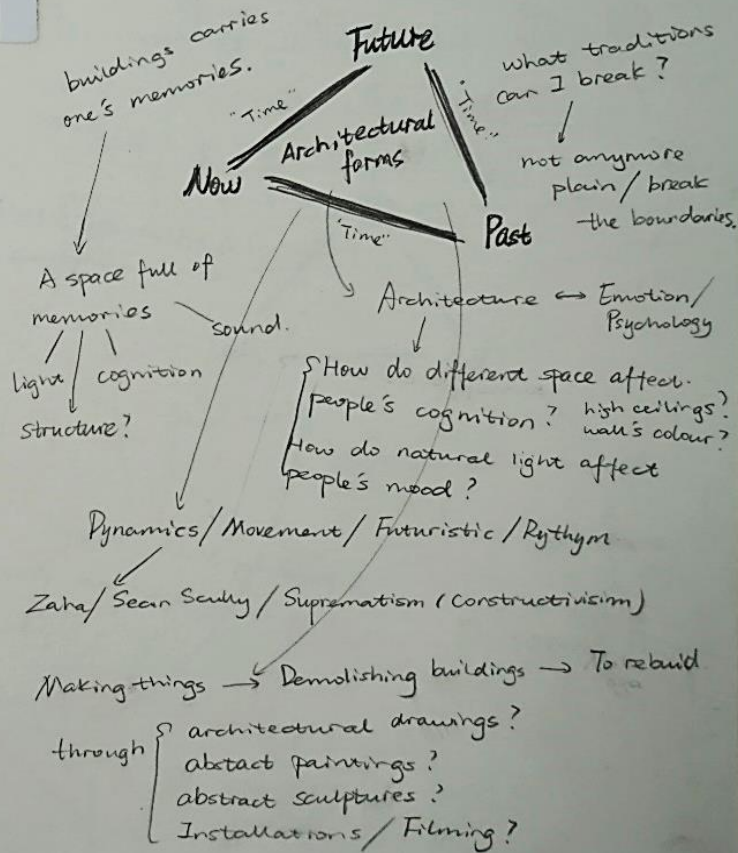 buildings carries
one's memories.
Future
what traditions
can I break?
"Time"
"Time"
Architectural
forms
not anymore
plain/break
the boundaries.
Now
"Time"
Past
A space full of
memories
sound.
light
cognition
structure?
Architecture ↔ Emotion/
Psychology
How do different space affect.
people's cognition?
high ceilings?
wall's colour?
How do natural light affect
people's mood?
Dynamics/Movement/Futuristic/Rythym
Zaha/Sean Scully/Suprematism (Constructivisim)
Making things → Demolishing buildings → To rebuid
through
architectural drawings?
abstact paintings?
abstract sculptures?
Installations/Filming?